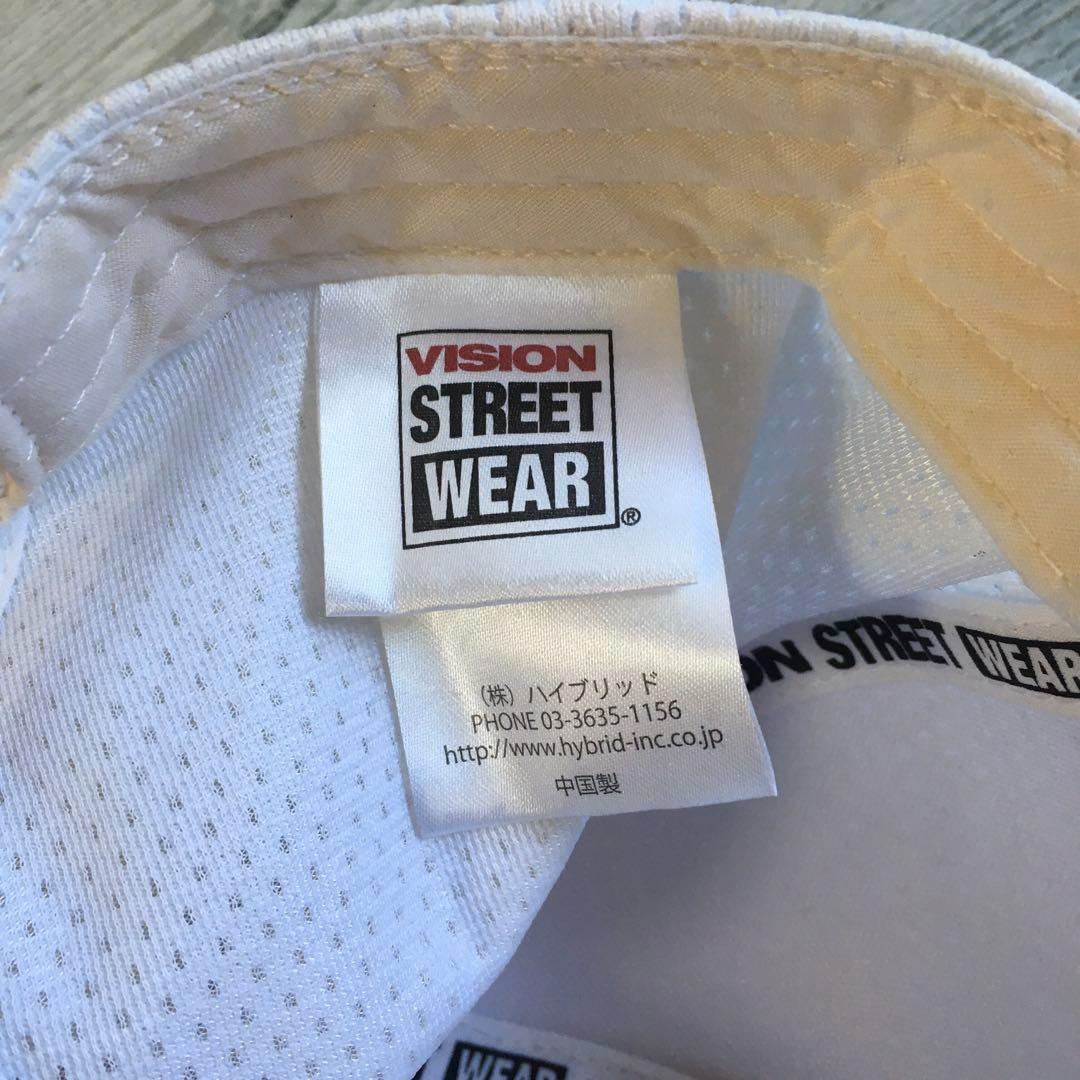 VISION
STREET
WEAR
®
（株）ハイブリッド
PHONE 03-3635-1156
http://www.hybrid-inc.co.jp
中国製
STREET WEAR
WEAR